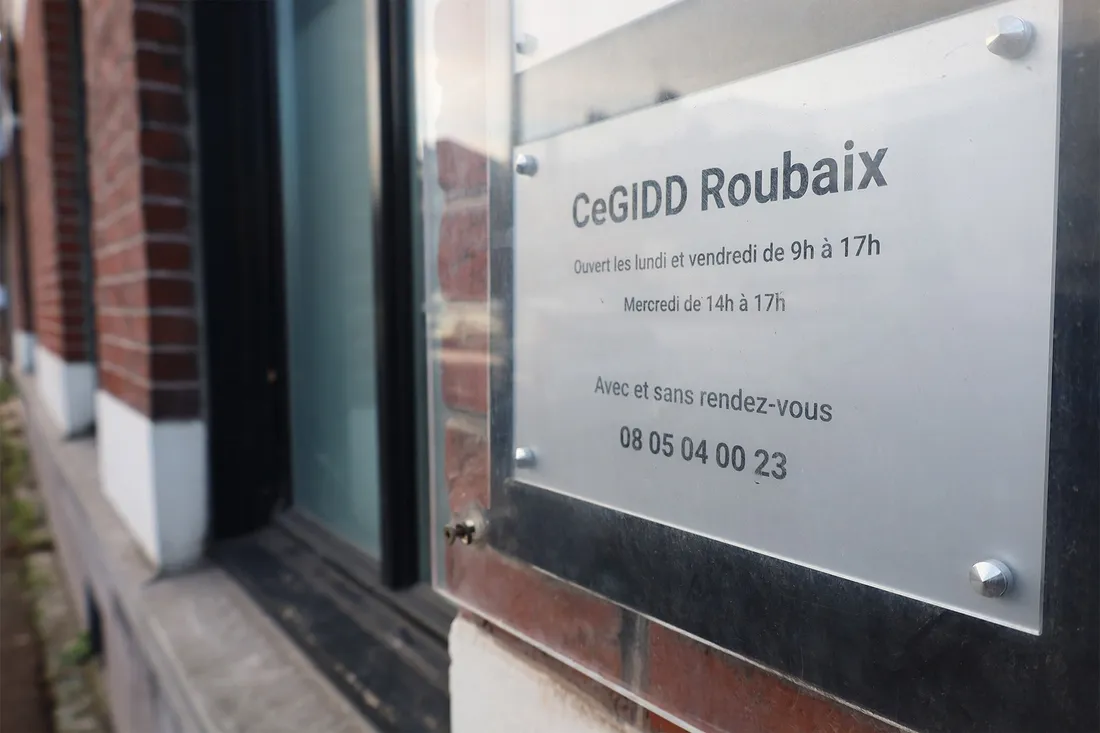 CeGIDD Roubaix
Ouvert les lundi et vendredi de 9h à 17h
Mercredi de 14h à 17h
Avec et sans rendez-vous
08 05 04 00 23